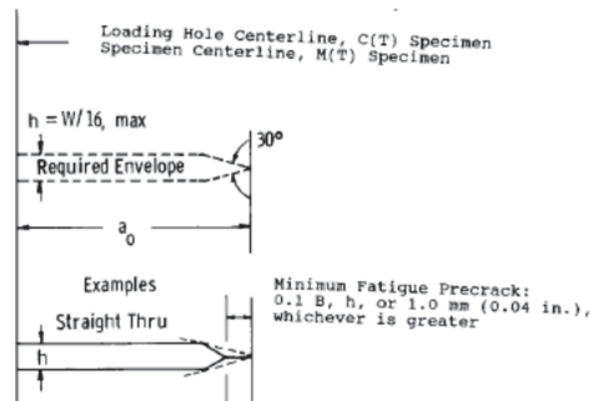 Loading Hole Centerline, C(T) Specimen
Specimen Centerline, M(T) Specimen
h = W/16, max
30°
Required Envelope
a₀
Examples
Minimum Fatigue Precrack:
0.1 B, h, or 1.0 mm (0.04 in.),
whichever is greater
Straight Thru
h